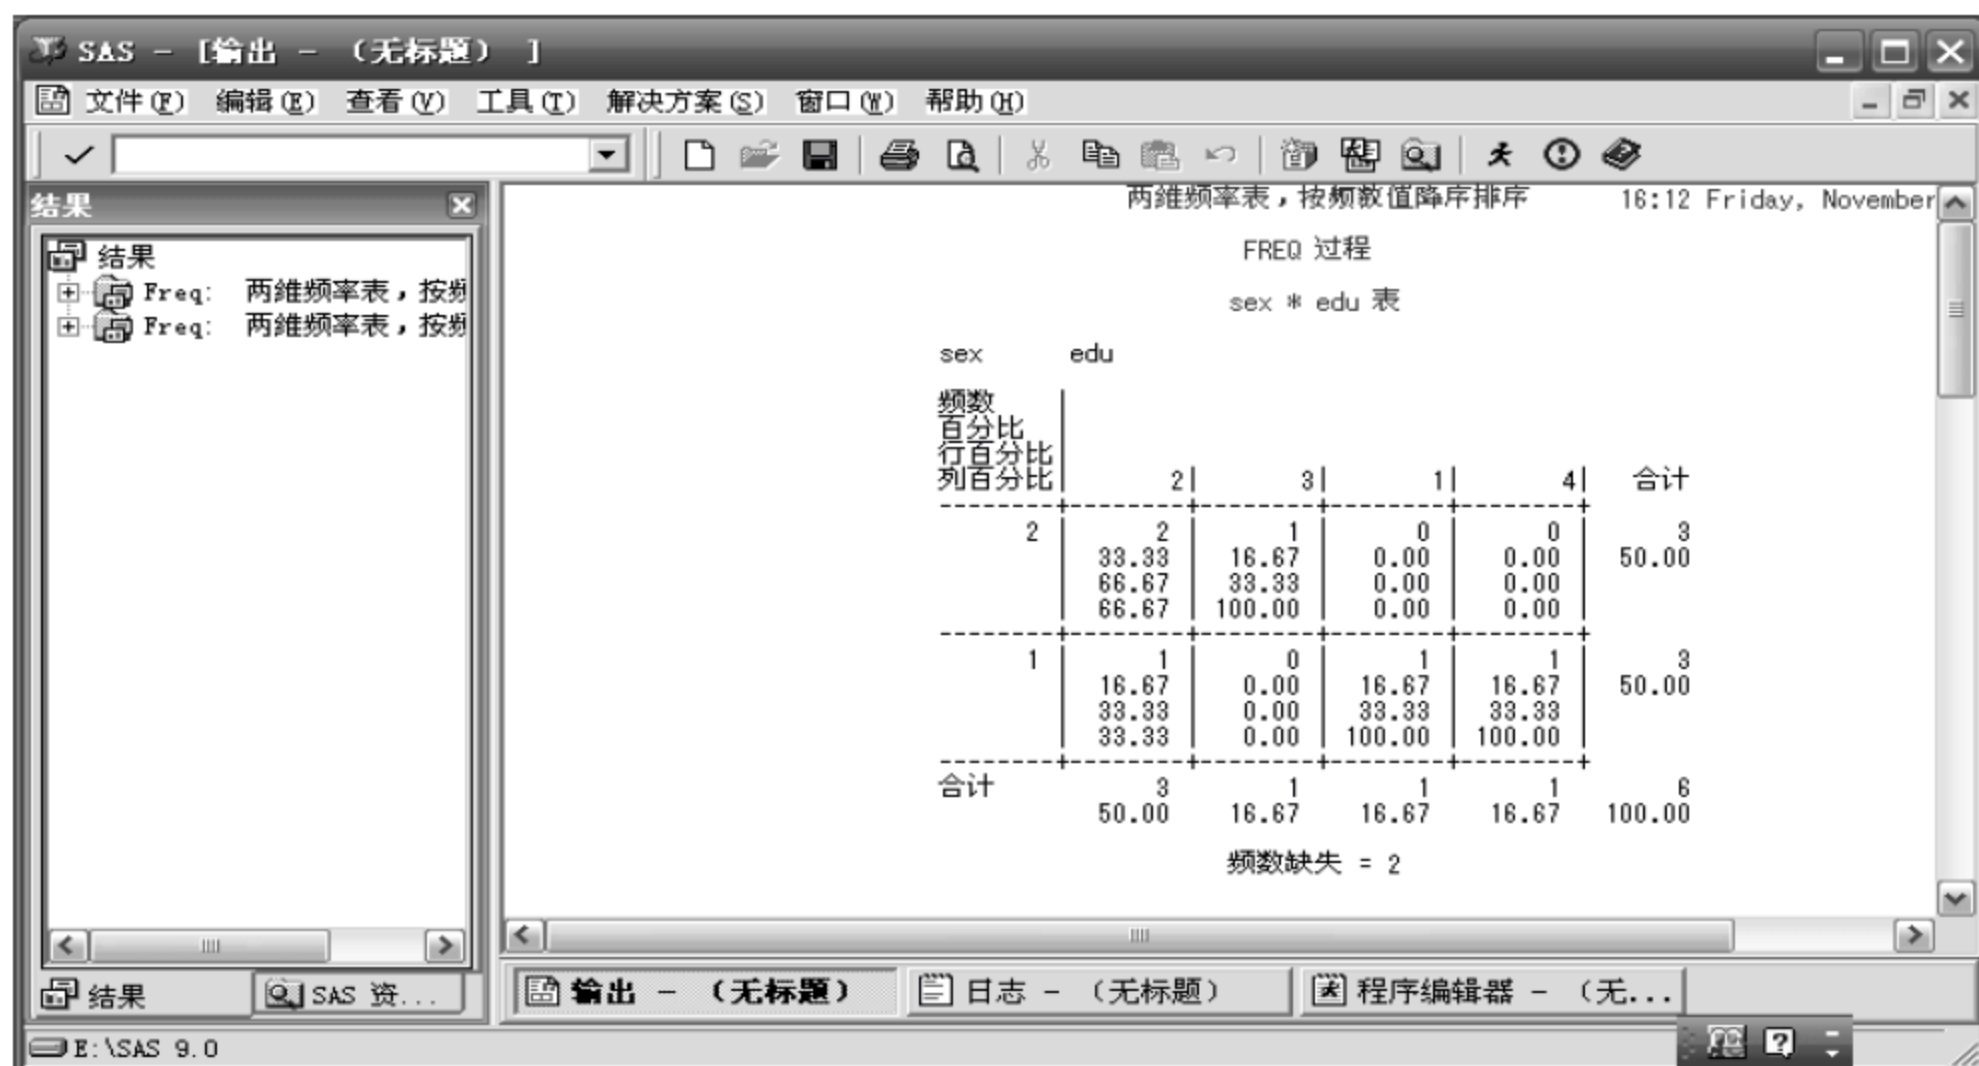 SAS - [输出 - （无标题） ]
文件(F) 编辑(E) 查看(V) 工具(T) 解决方案(S) 窗口(W) 帮助(H)
结果
结果
Freq: 两維频率表，按频
Freq: 两維频率表，按频
结果
SAS 资...
两維频率表，按频数值降序排序 16:12 Friday, November
FREQ 过程
sex * edu 表
sex edu
频数
百分比
行百分比
列百分比| 2| 3| 1| 4| 合计
2 | 2 | 1 | 0 | 0 | 3
| 33.33 | 16.67 | 0.00 | 0.00 | 50.00
| 66.67 | 33.33 | 0.00 | 0.00 |
| 66.67 | 100.00 | 0.00 | 0.00 |
1 | 1 | 0 | 1 | 1 | 3
| 16.67 | 0.00 | 16.67 | 16.67 | 50.00
| 33.33 | 0.00 | 33.33 | 33.33 |
| 33.33 | 0.00 | 100.00 | 100.00 |
合计 3 1 1 1 6
50.00 16.67 16.67 16.67 100.00
频数缺失 = 2
输出 - （无标题）
日志 - （无标题）
程序编辑器 - （无...
E:\SAS 9.0